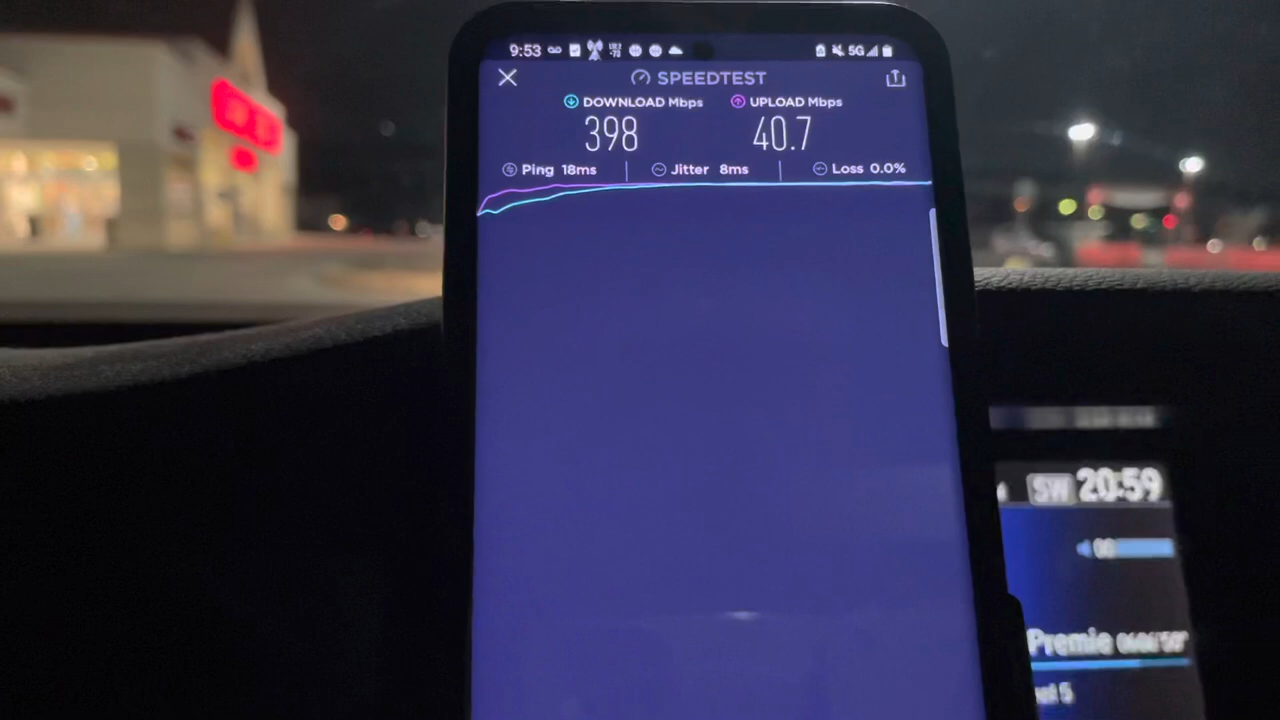 9:53 5G
SPEEDTEST
DOWNLOAD Mbps UPLOAD Mbps
398 40.7
Ping 18ms Jitter 8ms Loss 0.0%
SW 20:59
Premie